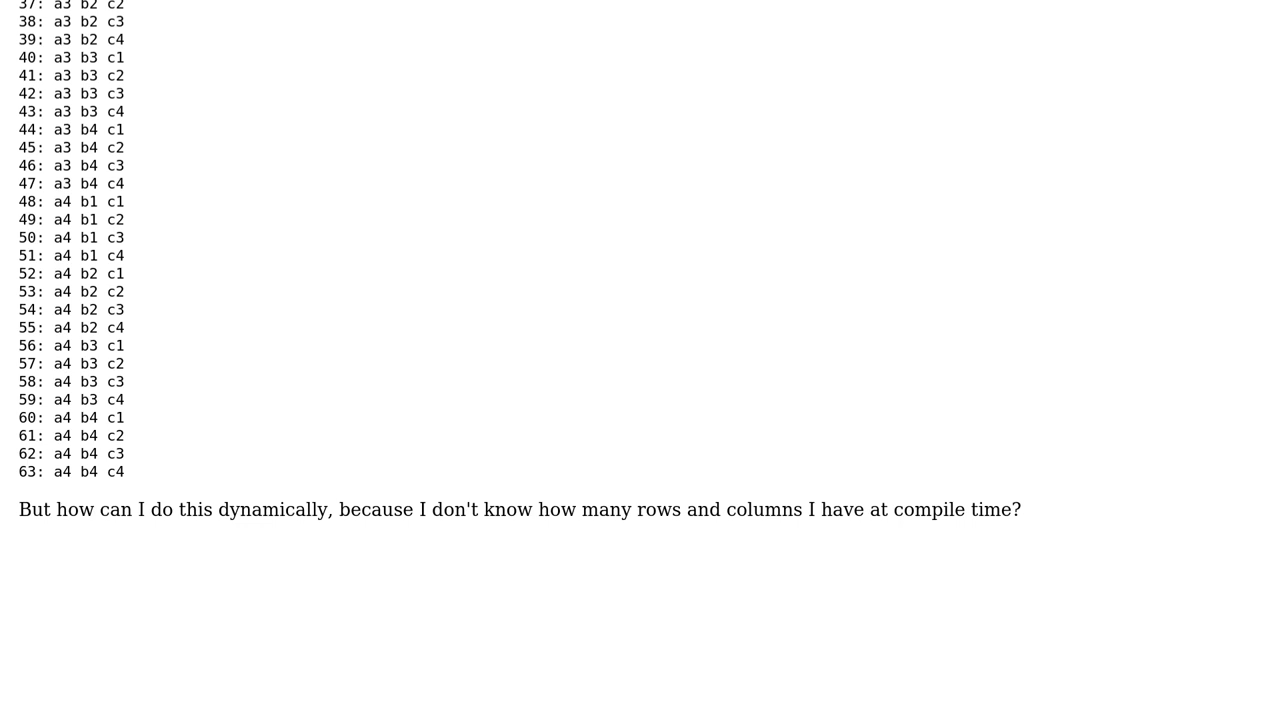 37: a3 b2 c2
38: a3 b2 c3
39: a3 b2 c4
40: a3 b3 c1
41: a3 b3 c2
42: a3 b3 c3
43: a3 b3 c4
44: a3 b4 c1
45: a3 b4 c2
46: a3 b4 c3
47: a3 b4 c4
48: a4 b1 c1
49: a4 b1 c2
50: a4 b1 c3
51: a4 b1 c4
52: a4 b2 c1
53: a4 b2 c2
54: a4 b2 c3
55: a4 b2 c4
56: a4 b3 c1
57: a4 b3 c2
58: a4 b3 c3
59: a4 b3 c4
60: a4 b4 c1
61: a4 b4 c2
62: a4 b4 c3
63: a4 b4 c4
But how can I do this dynamically, because I don't know how many rows and columns I have at compile time?